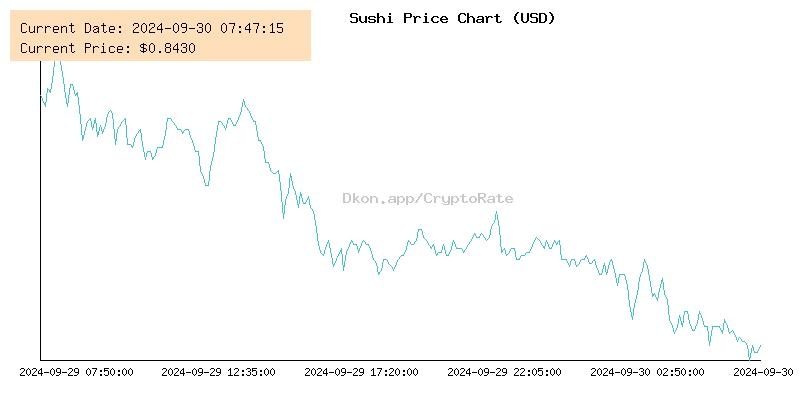 Sushi Price Chart (USD)
Current Date: 2024-09-30 07:47:15
Current Price: $0.8430
Dkon.app/CryptoRate
2024-09-29 07:50:00 2024-09-29 12:35:00 2024-09-29 17:20:00 2024-09-29 22:05:00 2024-09-30 02:50:00 2024-09-30